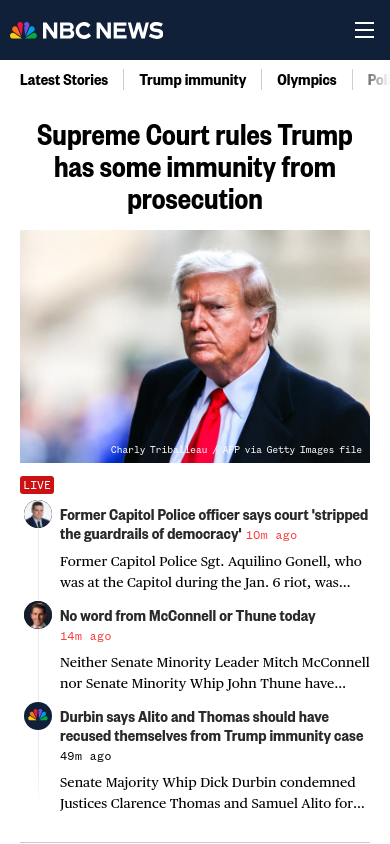 NBC NEWS
Latest Stories
Trump immunity
Olympics
Supreme Court rules Trump
has some immunity from
prosecution
Charly Tribalieau / AFP via Getty Images file
LIVE
Former Capitol Police officer says court 'stripped
the guardrails of democracy' 10m ago
Former Capitol Police Sgt. Aquilino Gonell, who
was at the Capitol during the Jan. 6 riot, was...
No word from McConnell or Thune today
14m ago
Neither Senate Minority Leader Mitch McConnell
nor Senate Minority Whip John Thune have...
Durbin says Alito and Thomas should have
recused themselves from Trump immunity case
49m ago
Senate Majority Whip Dick Durbin condemned
Justices Clarence Thomas and Samuel Alito for...